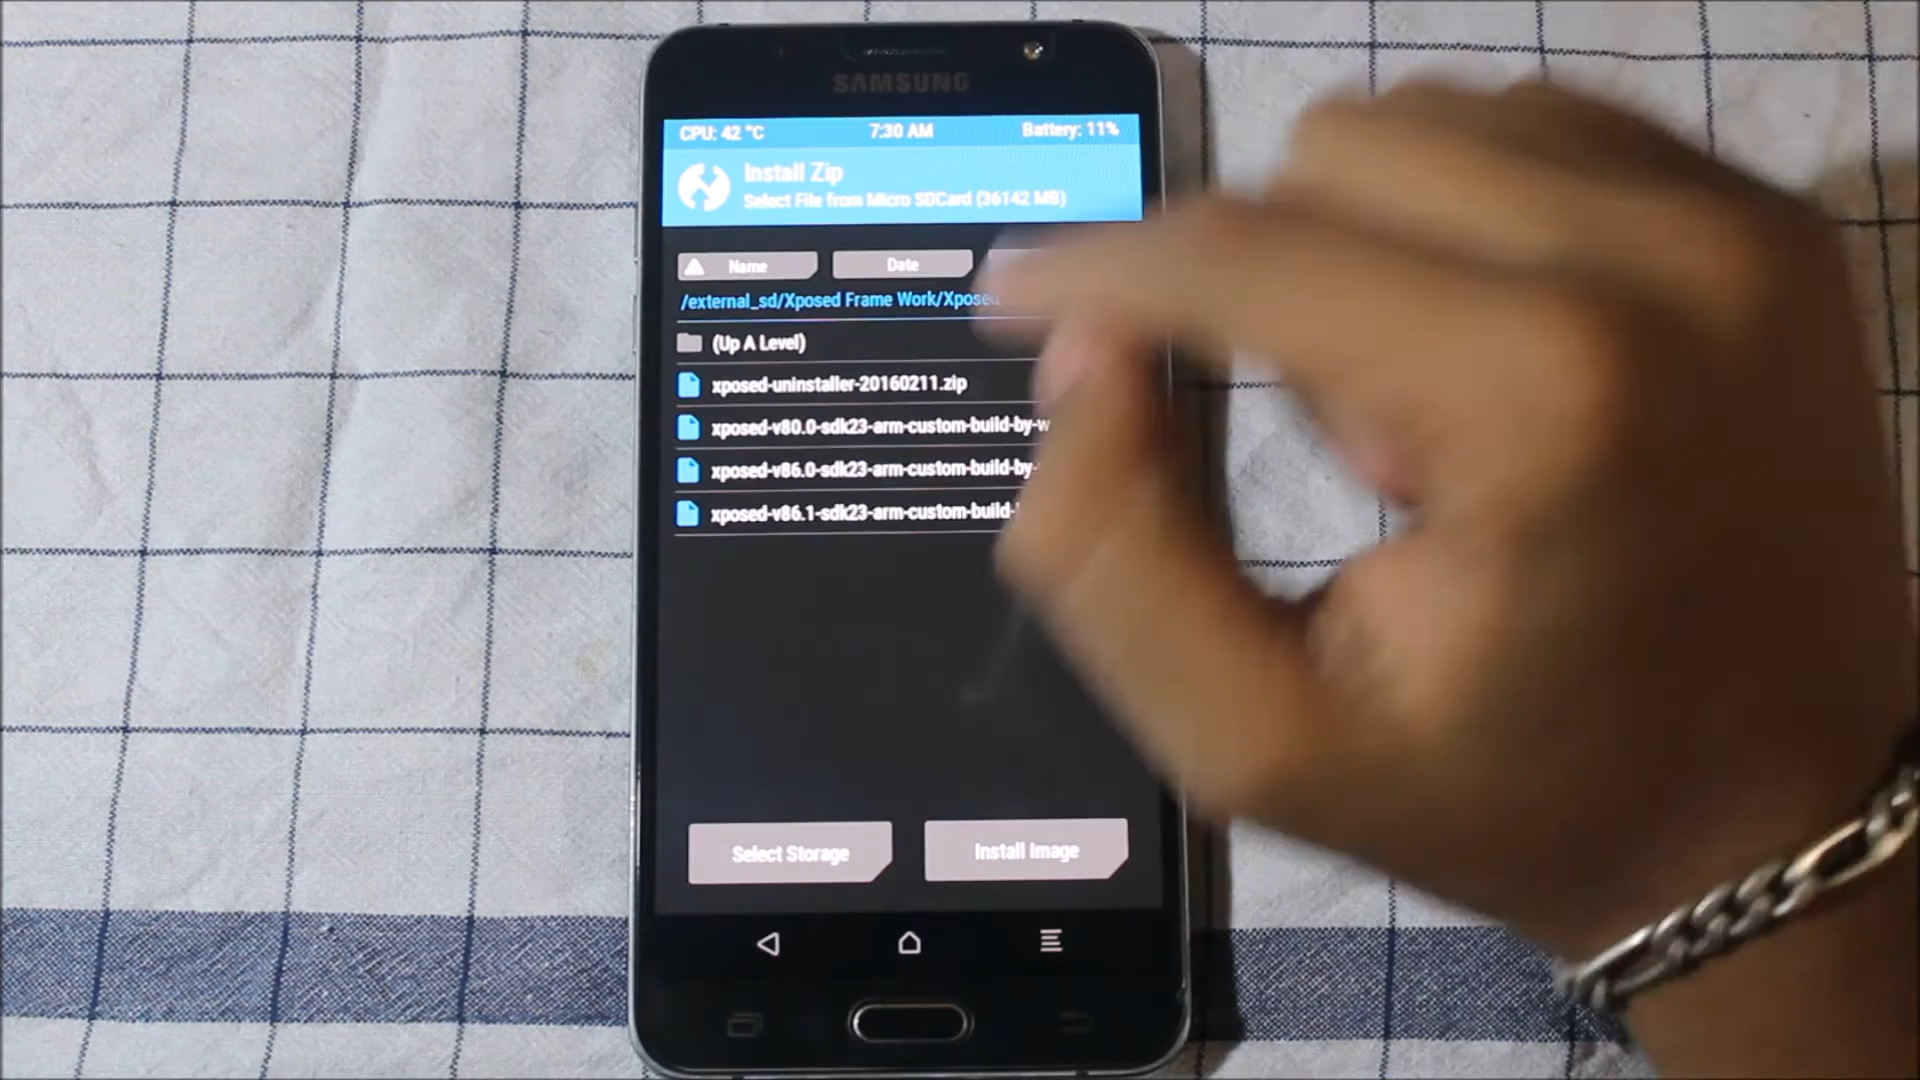 SAMSUNG
CPU: 42 °C 7:30 AM Battery: 11%
Install Zip
Select File from Micro SDCard (36142 MB)
Name Date
/external_sd/Xposed Frame Work/Xposed
(Up A Level)
xposed-uninstaller-20160211.zip
xposed-v80.0-sdk23-arm-custom-build-by-w
xposed-v86.0-sdk23-arm-custom-build-by-
xposed-v86.1-sdk23-arm-custom-build-
Select Storage Install Image